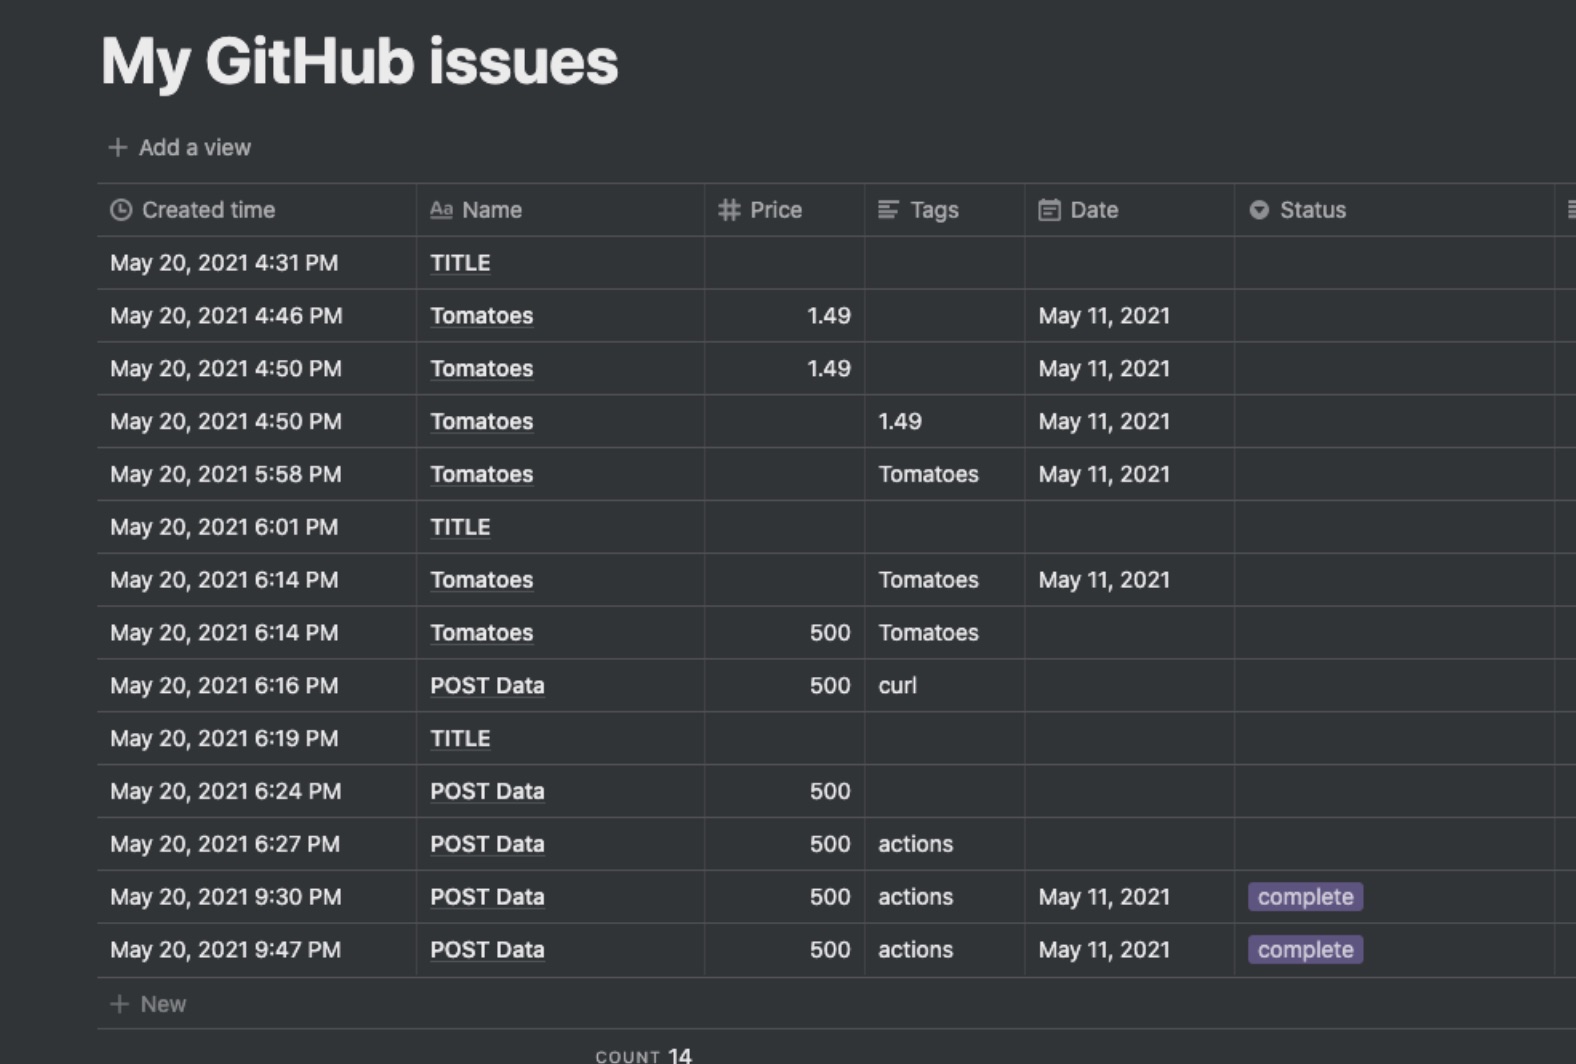 My GitHub issues
+ Add a view
Created time Aa Name # Price Tags Date Status
May 20, 2021 4:31 PM TITLE
May 20, 2021 4:46 PM Tomatoes 1.49 May 11, 2021
May 20, 2021 4:50 PM Tomatoes 1.49 May 11, 2021
May 20, 2021 4:50 PM Tomatoes 1.49 May 11, 2021
May 20, 2021 5:58 PM Tomatoes Tomatoes May 11, 2021
May 20, 2021 6:01 PM TITLE
May 20, 2021 6:14 PM Tomatoes Tomatoes May 11, 2021
May 20, 2021 6:14 PM Tomatoes 500 Tomatoes
May 20, 2021 6:16 PM POST Data 500 curl
May 20, 2021 6:19 PM TITLE
May 20, 2021 6:24 PM POST Data 500
May 20, 2021 6:27 PM POST Data 500 actions
May 20, 2021 9:30 PM POST Data 500 actions May 11, 2021 complete
May 20, 2021 9:47 PM POST Data 500 actions May 11, 2021 complete
+ New
COUNT 14